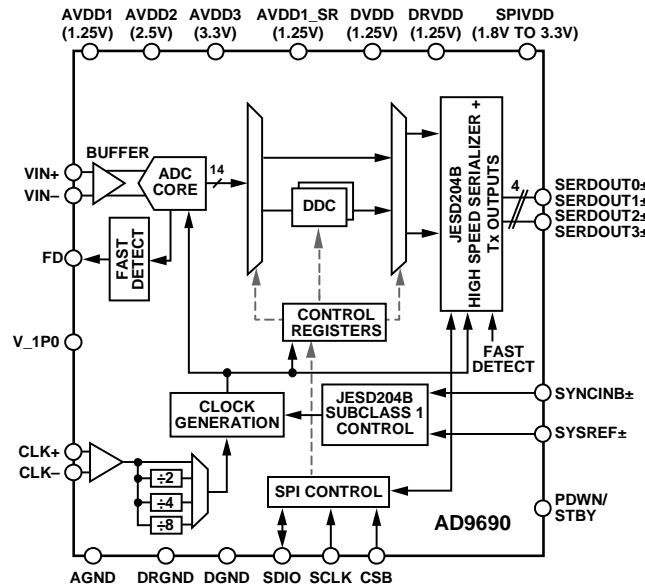 AVDD1 AVDD2 AVDD3 AVDD1_SR DVDD DRVDD SPIVDD
(1.25V) (2.5V) (3.3V) (1.25V) (1.25V) (1.25V) (1.8V TO 3.3V)
BUFFER
VIN+
VIN–
ADC
CORE
14
DDC
JESD204B
HIGH SPEED SERIALIZER +
Tx OUTPUTS
4
SERDOUT0±
SERDOUT1±
SERDOUT2±
SERDOUT3±
FD
FAST
DETECT
CONTROL
REGISTERS
V_1P0
FAST
DETECT
CLOCK
GENERATION
JESD204B
SUBCLASS 1
CONTROL
SYNCINB±
SYSREF±
CLK+
CLK–
÷2
÷4
÷8
SPI CONTROL
PDWN/
STBY
AD9690
AGND DRGND DGND SDIO SCLK CSB